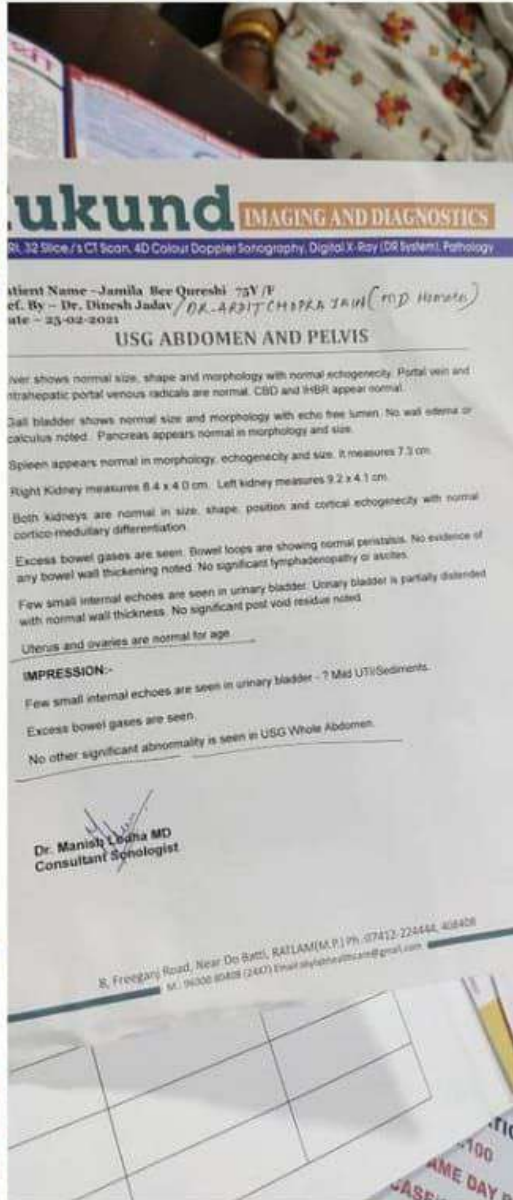 ukund IMAGING AND DIAGNOSTICS
RI, 32 Slice/s CT Scan, 4D Colour Doppler Sonography, Digital X-Ray (DR System), Pathology
atient Name -Jamila Bee Qureshi 75Y /F
ef. By - Dr. Dinesh Jadav / DR. ARPIT CHOPRA JAIN (MD Homoeo)
ate - 25-02-2021
USG ABDOMEN AND PELVIS
iver shows normal size, shape and morphology with normal echogenecity. Portal vein and
ntrahepatic portal venous radicals are normal. CBD and IHBR appear normal.
Gall bladder shows normal size and morphology with echo free lumen. No wall edema or
calculus noted. Pancreas appears normal in morphology and size.
Spleen appears normal in morphology, echogenecity and size. It measures 7.3 cm.
Right Kidney measures 8.4 x 4.0 cm. Left kidney measures 9.2 x 4.1 cm.
Both kidneys are normal in size, shape, position and cortical echogenecity with normal
cortico-medullary differentiation.
Excess bowel gases are seen. Bowel loops are showing normal peristalsis. No evidence of
any bowel wall thickening noted. No significant lymphadenopathy or ascites.
Few small internal echoes are seen in urinary bladder. Urinary bladder is partially distended
with normal wall thickness. No significant post void residue noted.
Uterus and ovaries are normal for age
IMPRESSION:-
Few small internal echoes are seen in urinary bladder - ? Mild UTI/Sediments.
Excess bowel gases are seen.
No other significant abnormality is seen in USG Whole Abdomen.
Dr. Manish Lodha MD
Consultant Sonologist
8, Freeganj Road, Near Do Batti, RATLAM(M.P.) Ph. 07412-224444, 408408
100
AME DAY
CASE